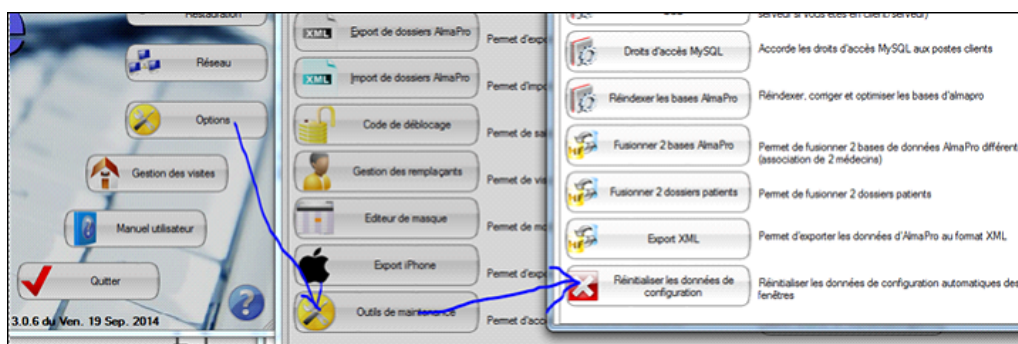 Restauration
Réseau
Options
Gestion des visites
Manuel utilisateur
Quitter
3.0.6 du Ven. 19 Sep. 2014
XML
Export de dossiers AlmaPro
Permet d'expo
XML
Import de dossiers AlmaPro
Permet d'impo
Code de déblocage
Permet de sai
Gestion des remplaçants
Permet de vis
Editeur de masque
Permet de mo
Export iPhone
Permet d'expo
Outils de maintenance
Permet d'accé
serveur si vous êtes en client/serveur)
Droits d'accès MySQL
Accorde les droits d'accès MySQL aux postes clients
Réindexer les bases AlmaPro
Réindexer, corriger et optimiser les bases d'almapro
Fusionner 2 bases AlmaPro
Permet de fusionner 2 bases de données AlmaPro différent
(association de 2 médecins)
Fusionner 2 dossiers patients
Permet de fusionner 2 dossiers patients
Export XML
Permet d'exporter les données d'AlmaPro au format XML
Réintialiser les données de
configuration
Réintialiser les données de configuration automatiques des
fenêtres